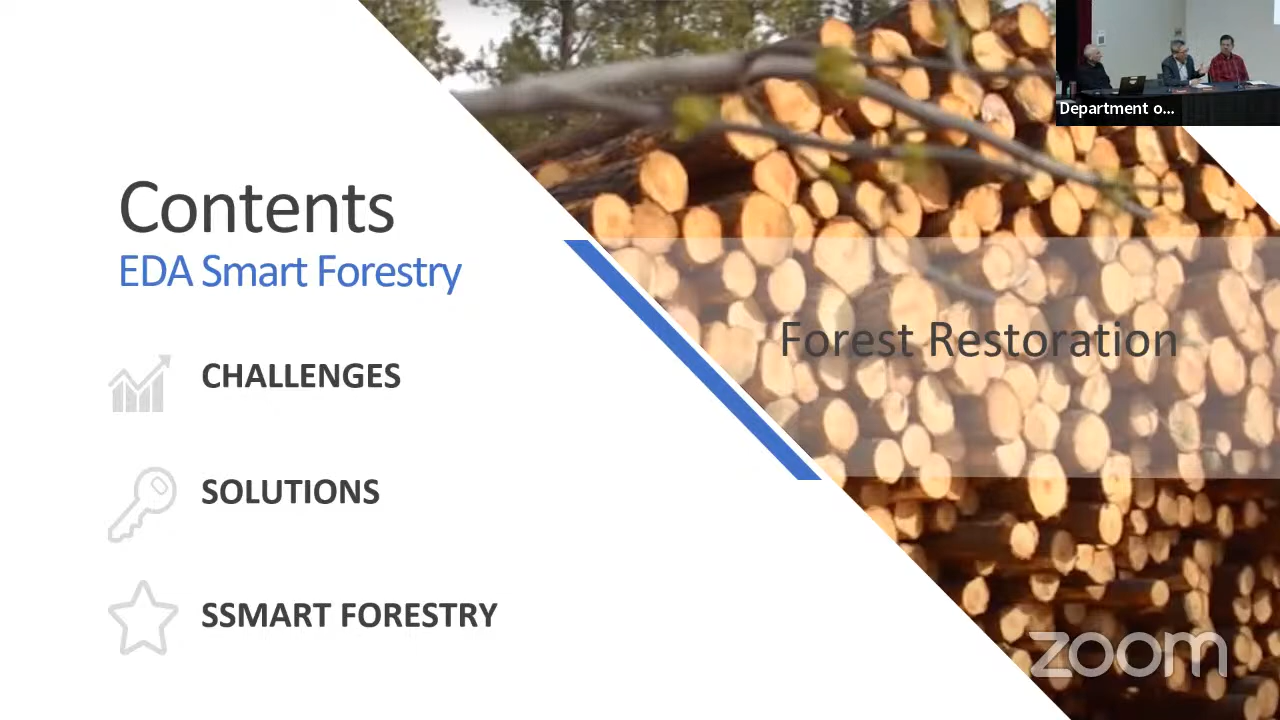 Department o...
Contents
EDA Smart Forestry
CHALLENGES
SOLUTIONS
SSMART FORESTRY
Forest Restoration
zoom